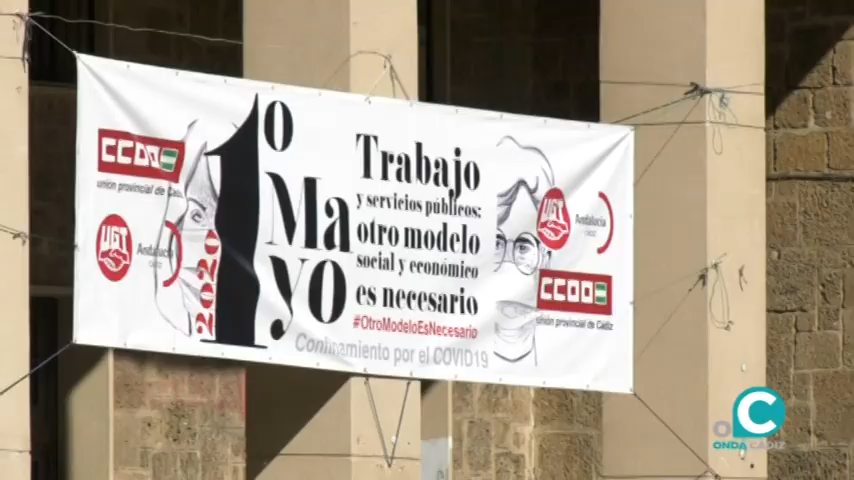 CCOO
unión provincial de Cádiz
UGT
Andalucía
CÁDIZ
2020
1º
Mayo
Trabajo
y servicios públicos:
otro modelo
social y económico
es necesario
#OtroModeloEsNecesario
Confinamiento por el COVID19
UGT
Andalucía
CÁDIZ
CCOO
unión provincial de Cádiz
C
ONDA CÁDIZ